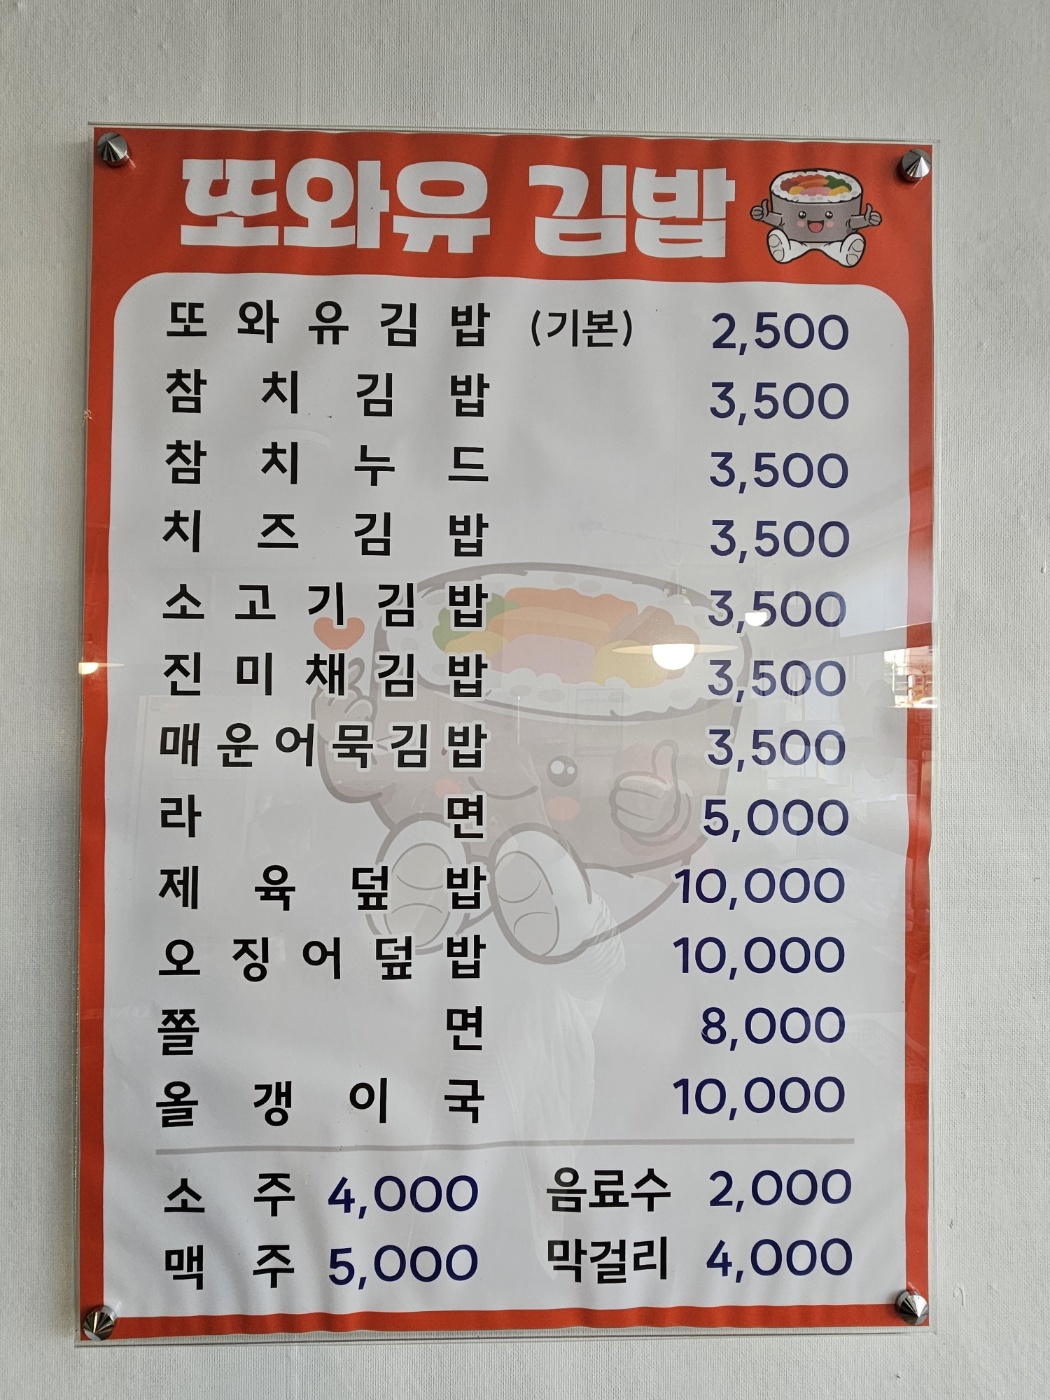 또와유 김밥
또와유김밥 (기본) 2,500
참치김밥 3,500
참치누드 3,500
치즈김밥 3,500
소고기김밥 3,500
진미채김밥 3,500
매운어묵김밥 3,500
라면 5,000
제육덮밥 10,000
오징어덮밥 10,000
쫄면 8,000
올갱이국 10,000
소주 4,000 음료수 2,000
맥주 5,000 막걸리 4,000